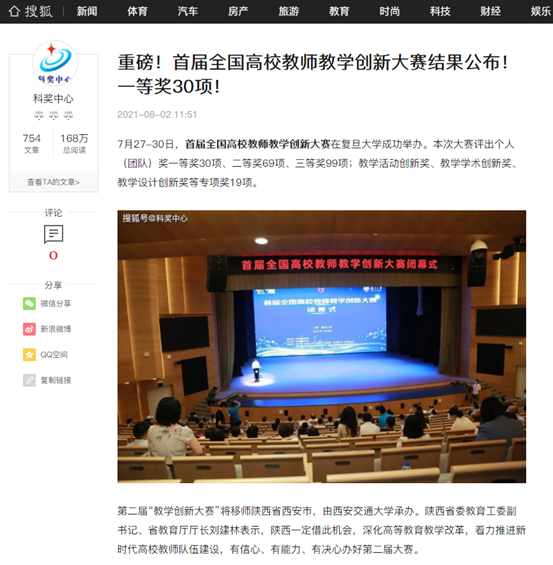 搜狐 新闻 体育 汽车 房产 旅游 教育 时尚 科技 财经 娱乐
科奖中心
科奖中心
754 168万
文章 总阅读
查看TA的文章>
评论
0
分享
微信分享
新浪微博
QQ空间
复制链接
重磅！首届全国高校教师教学创新大赛结果公布！
一等奖30项！
2021-08-02 11:51
7月27-30日，首届全国高校教师教学创新大赛在复旦大学成功举办。本次大赛评出个人
（团队）奖一等奖30项、二等奖69项、三等奖99项；教学活动创新奖、教学学术创新奖、
教学设计创新奖等专项奖19项。
搜狐号@科奖中心
首届全国高校教师教学创新大赛闭幕式
首届全国高校教师教学创新大赛
闭幕式
第二届“教学创新大赛”将移师陕西省西安市，由西安交通大学承办。陕西省委教育工委副
书记、省教育厅厅长刘建林表示，陕西一定借此机会，深化高等教育教学改革，着力推进新
时代高校教师队伍建设，有信心、有能力、有决心办好第二届大赛。